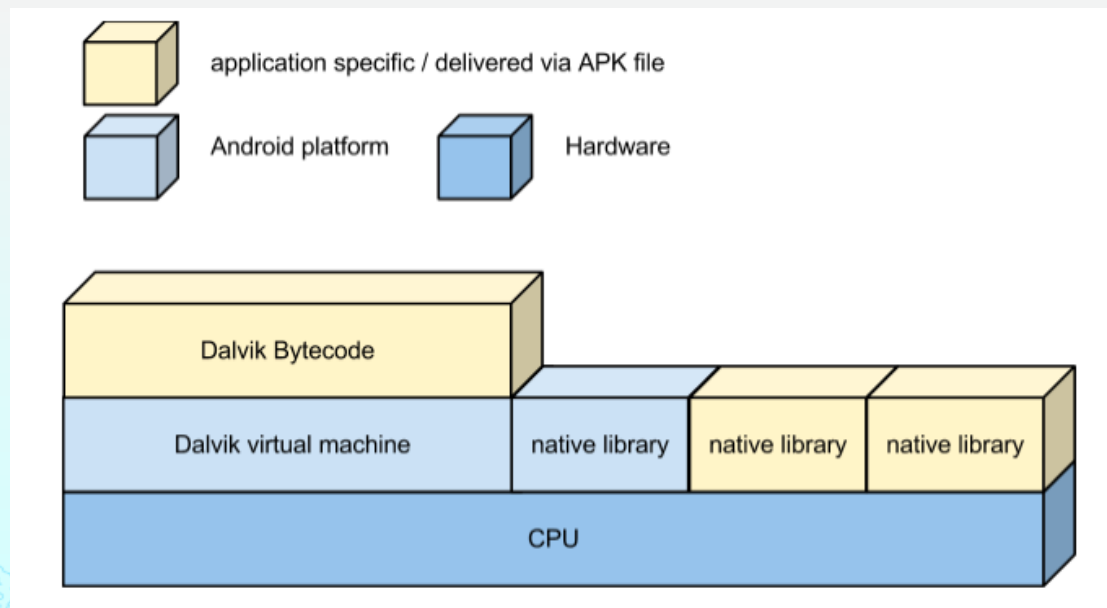 application specific / delivered via APK file
Android platform
Hardware
Dalvik Bytecode
Dalvik virtual machine
native library
native library
native library
CPU